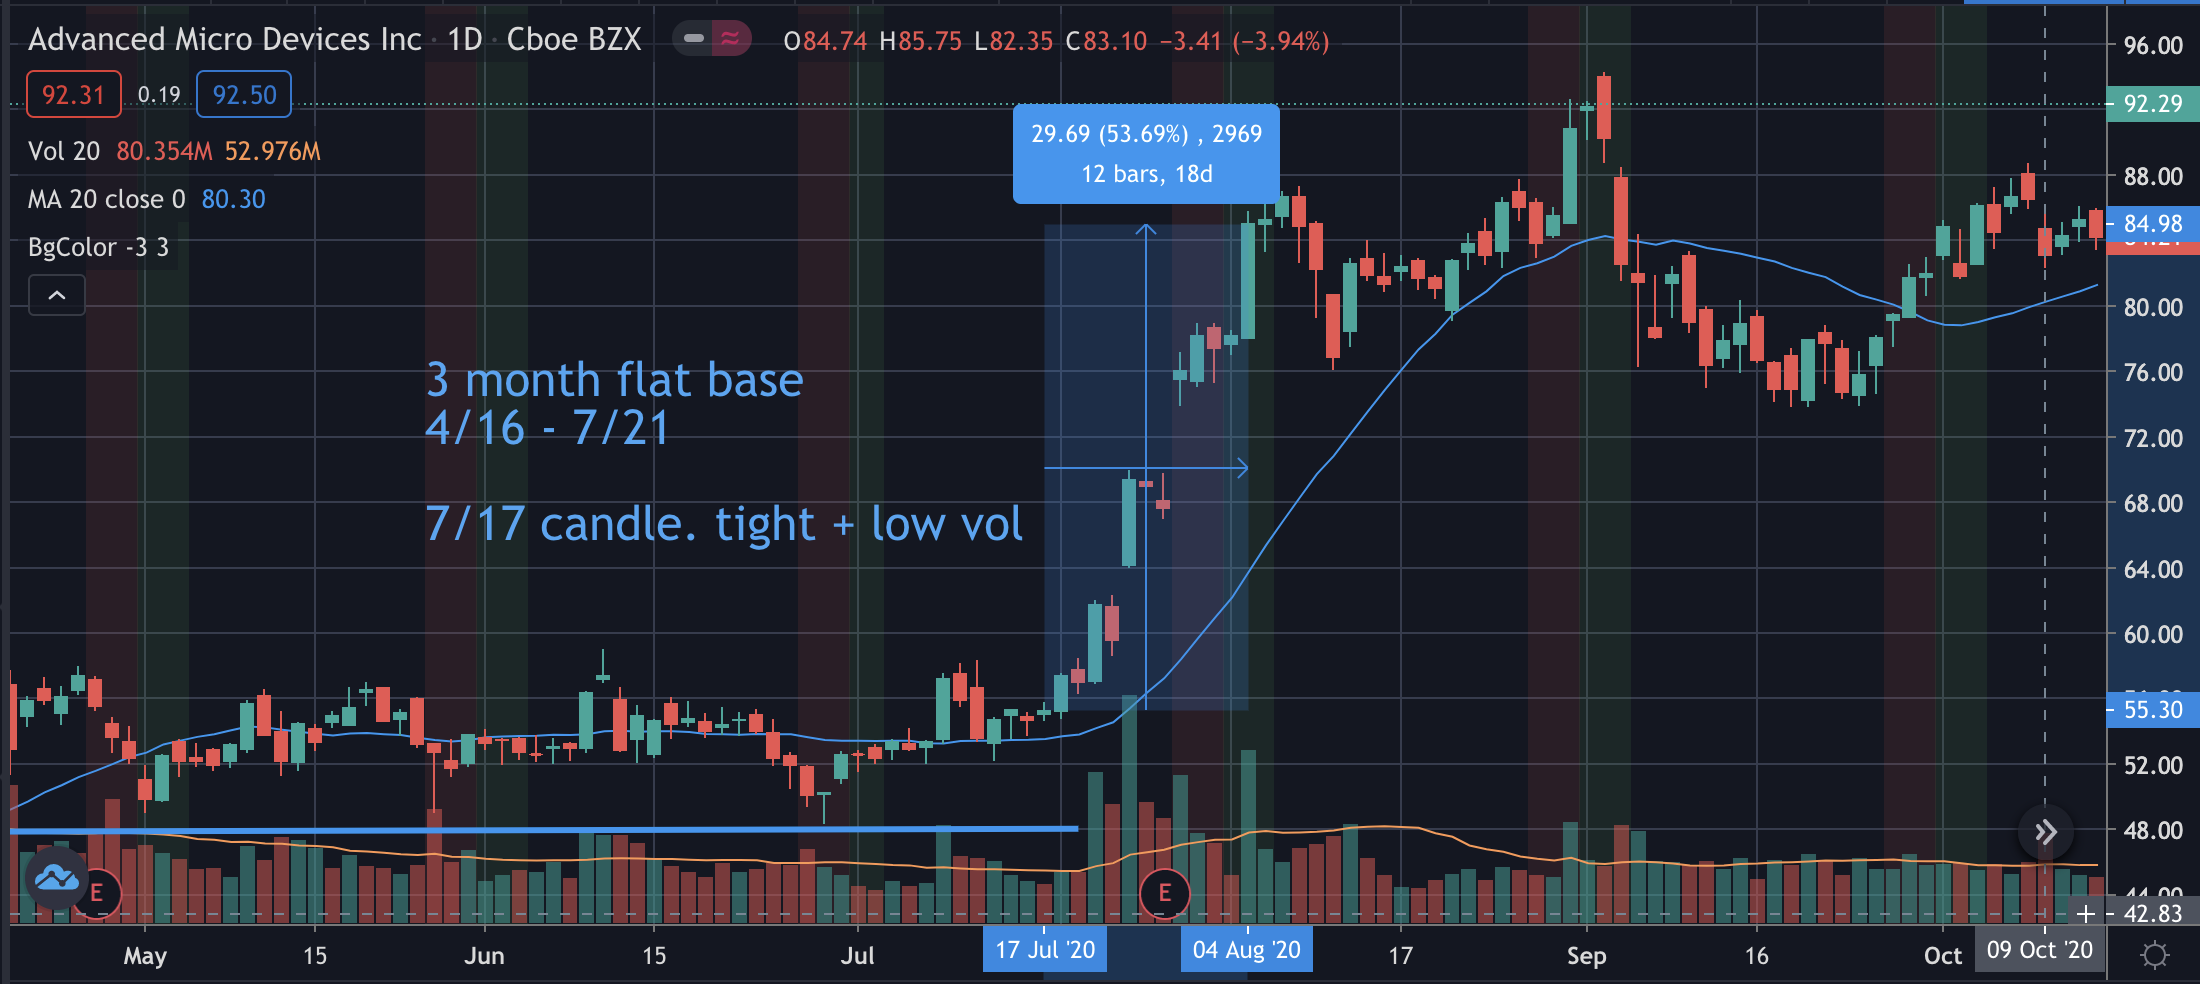 Advanced Micro Devices Inc · 1D · Cboe BZX O84.74 H85.75 L82.35 C83.10 −3.41 (−3.94%)
92.31 0.19 92.50
Vol 20 80.354M 52.976M
MA 20 close 0 80.30
BgColor -3 3
29.69 (53.69%) , 2969
12 bars, 18d
3 month flat base
4/16 - 7/21
7/17 candle. tight + low vol
96.00
92.29
88.00
84.98
80.00
76.00
72.00
68.00
64.00
60.00
55.30
52.00
48.00
44.00
42.83
E
E
May 15 Jun 15 Jul 17 Jul '20 04 Aug '20 17 Sep 16 Oct 09 Oct '20